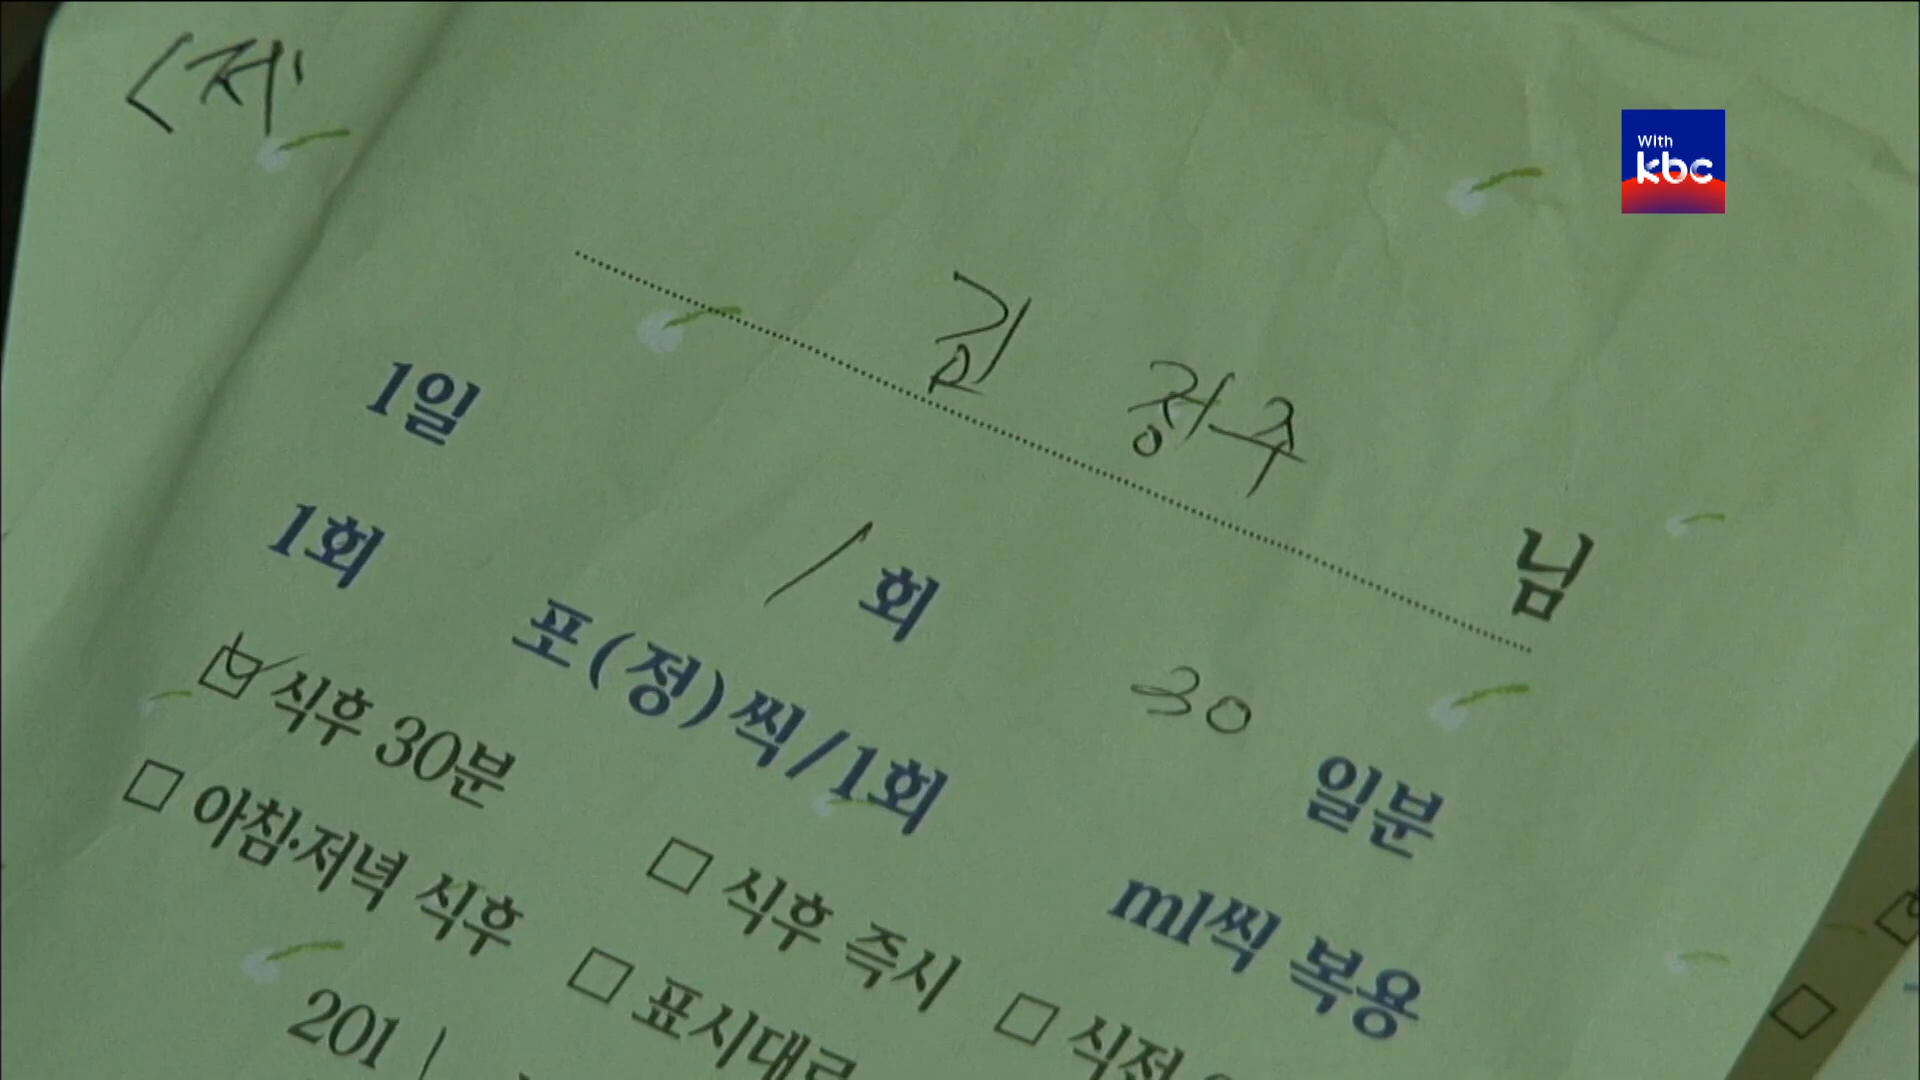 <제
With
kbc
김 정주 님
1일 / 회 30 일분
1회 포(정)씩/1회 ml씩 복용
식후 30분 식후 즉시 식전
아침·저녁 식후 표시대로
201